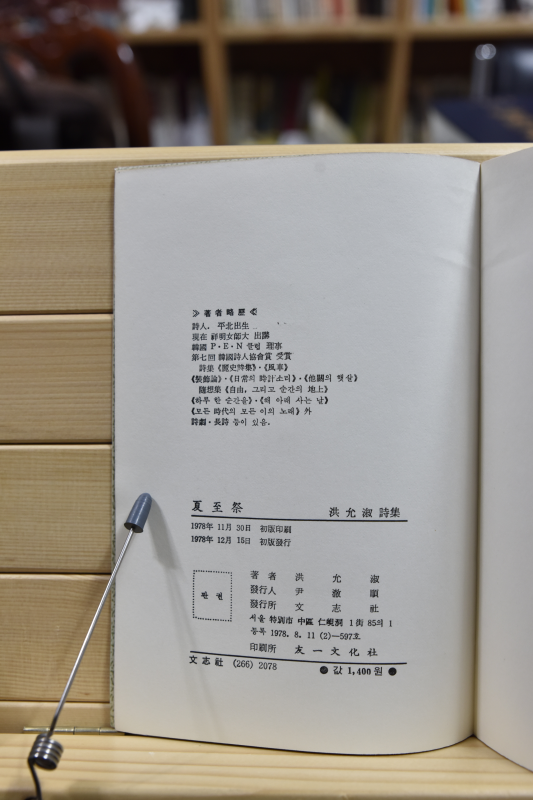 ≫ 著者略歷 ≪
詩人, 平北出生
現在 祥明女師大 出講
韓國 P·E·N 클럽 理事
第七回 韓國詩人協會賞 受賞
詩集 《麗史詩集》·《風車》
《裝飾論》·《日常의 時計소리》·《他關의 햇살》
隨想集 《自由, 그리고 순간의 地上》
《하루 한 순간을》·《해 아래 사는 날》
《모든 時代의 모든 이의 노래》 外
詩劇·長詩 등이 있음.
夏至祭 洪允淑 詩集
1978年 11月 30日 初版印刷
1978年 12月 15日 初版發行
판 권
著者 洪允淑
發行人 尹
發行所 文志社
서울 特別市 中區 仁峴洞 1街 85의 1
등록 1978. 8. 11 (2)—597호
印刷所 友一文化社
文志社 (266) 2078 ● 값 1,400원 ●